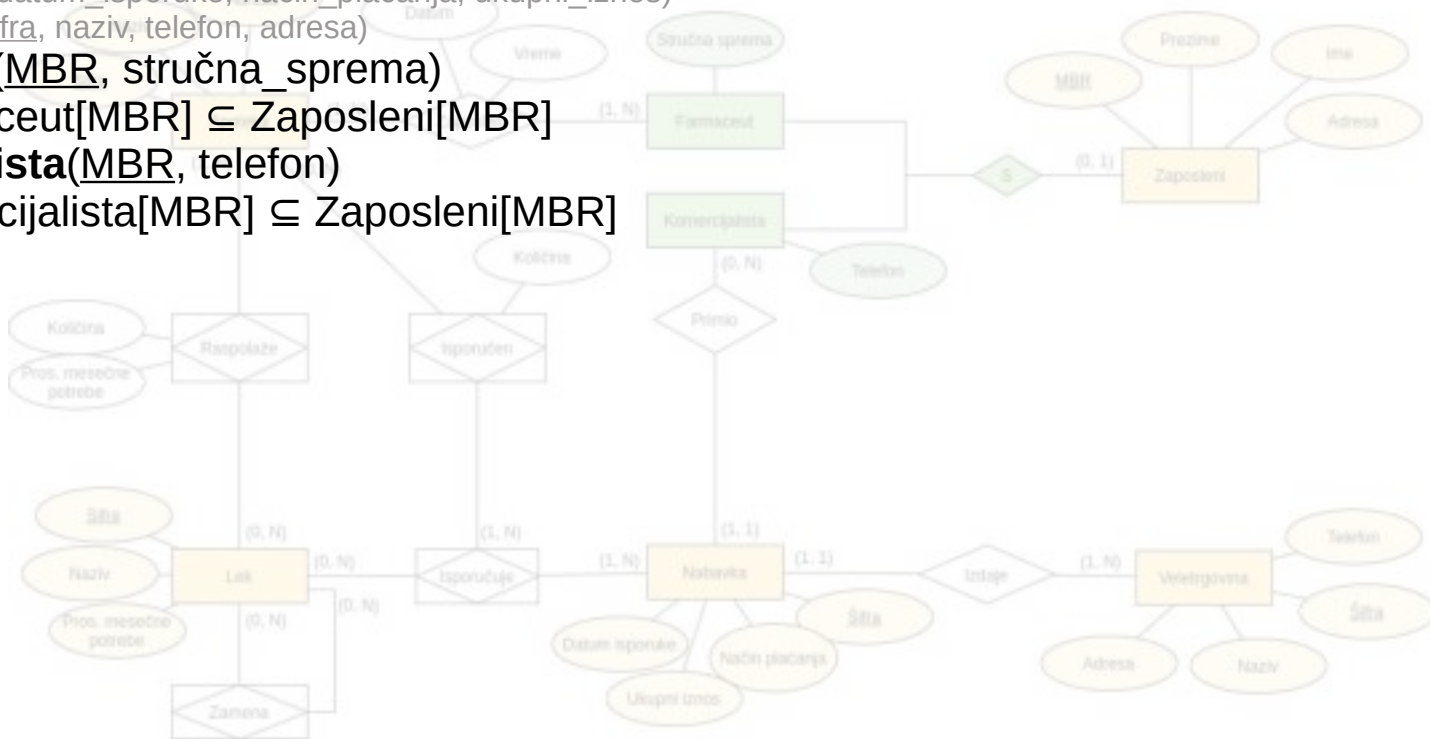 datum_isporuke, način_plaćanja, ukupni_iznos)
fra, naziv, telefon, adresa)
(MBR, stručna_sprema)
ceut[MBR] ⊆ Zaposleni[MBR]
ista(MBR, telefon)
cijalista[MBR] ⊆ Zaposleni[MBR]
Datum
Vreme
Stručna sprema
Prezime
Ime
MBR
Adresa
(1, N)
Farmaceut
S
(0, 1)
Zaposleni
Komercijalista
Telefon
(0, N)
Količina
Primio
Količina
Raspolaže
Isporučen
Pros. mesečne
potrebe
Šifra
(0, N)
(1, N)
(1, 1)
Telefon
Naziv
Lek
(0, N)
Isporučuje
(1, N)
Nabavka
(1, 1)
Izdaje
(1, N)
Veletrgovina
(0, N)
Pros. mesečne
potrebe
(0, N)
Šifra
Šifra
Datum isporuke
Način plaćanja
Adresa
Naziv
Ukupni iznos
Zamena